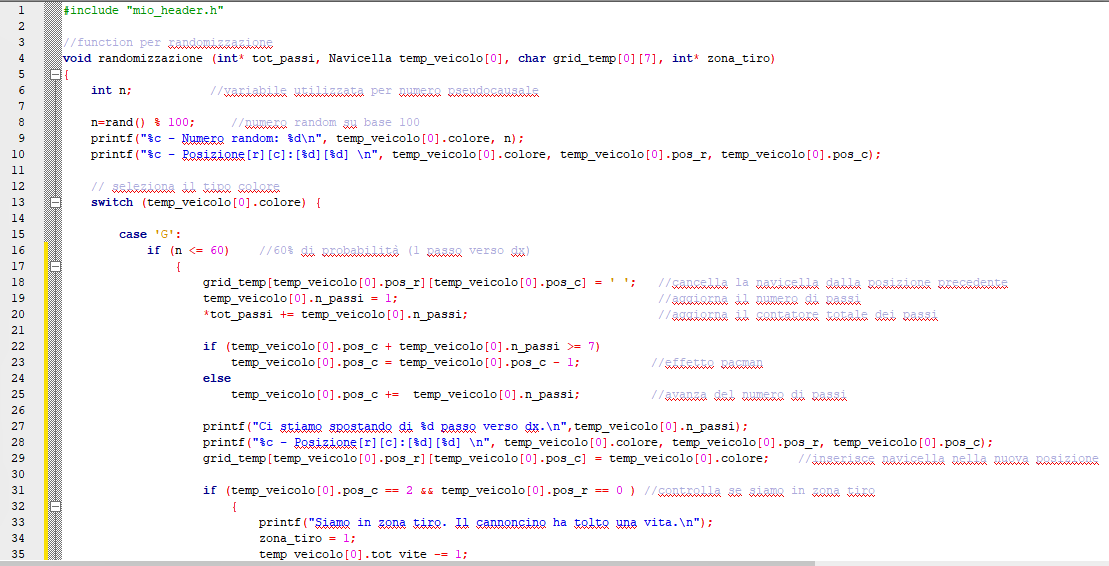 1 #include "mio_header.h"
2
3 //function per randomizzazione
4 void randomizzazione (int* tot_passi, Navicella temp_veicolo[0], char grid_temp[0][7], int* zona_tiro)
5 {
6 int n; //variabile utilizzata per numero pseudocausale
7
8 n=rand() % 100; //numero random su base 100
9 printf("%c - Numero random: %d\n", temp_veicolo[0].colore, n);
10 printf("%c - Posizione[r][c]:[%d][%d] \n", temp_veicolo[0].colore, temp_veicolo[0].pos_r, temp_veicolo[0].pos_c);
11
12 // seleziona il tipo colore
13 switch (temp_veicolo[0].colore) {
14
15 case 'G':
16 if (n <= 60) //60% di probabilità (1 passo verso dx)
17 {
18 grid_temp[temp_veicolo[0].pos_r][temp_veicolo[0].pos_c] = ' '; //cancella la navicella dalla posizione precedente
19 temp_veicolo[0].n_passi = 1; //aggiorna il numero di passi
20 *tot_passi += temp_veicolo[0].n_passi; //aggiorna il contatore totale dei passi
21
22 if (temp_veicolo[0].pos_c + temp_veicolo[0].n_passi >= 7)
23 temp_veicolo[0].pos_c = temp_veicolo[0].pos_c - 1; //effetto pacman
24 else
25 temp_veicolo[0].pos_c += temp_veicolo[0].n_passi; //avanza del numero di passi
26
27 printf("Ci stiamo spostando di %d passo verso dx.\n",temp_veicolo[0].n_passi);
28 printf("%c - Posizione[r][c]:[%d][%d] \n", temp_veicolo[0].colore, temp_veicolo[0].pos_r, temp_veicolo[0].pos_c);
29 grid_temp[temp_veicolo[0].pos_r][temp_veicolo[0].pos_c] = temp_veicolo[0].colore; //inserisce navicella nella nuova posizione
30
31 if (temp_veicolo[0].pos_c == 2 && temp_veicolo[0].pos_r == 0 ) //controlla se siamo in zona tiro
32 {
33 printf("Siamo in zona tiro. Il cannoncino ha tolto una vita.\n");
34 zona_tiro = 1;
35 temp_veicolo[0].tot_vite -= 1;